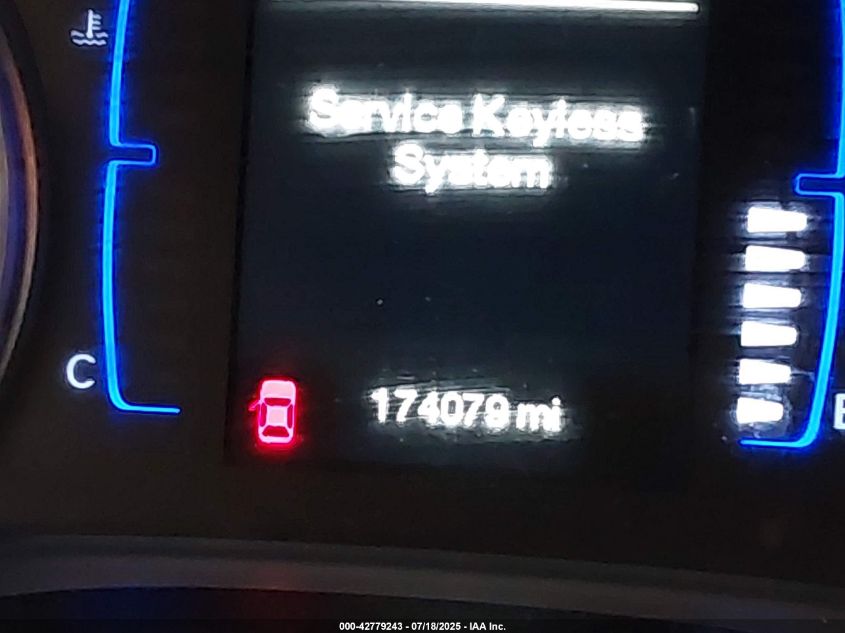 Service Keyless
System
C
174079 mi
E
000-42779243 - 07/18/2025 - IAA Inc.